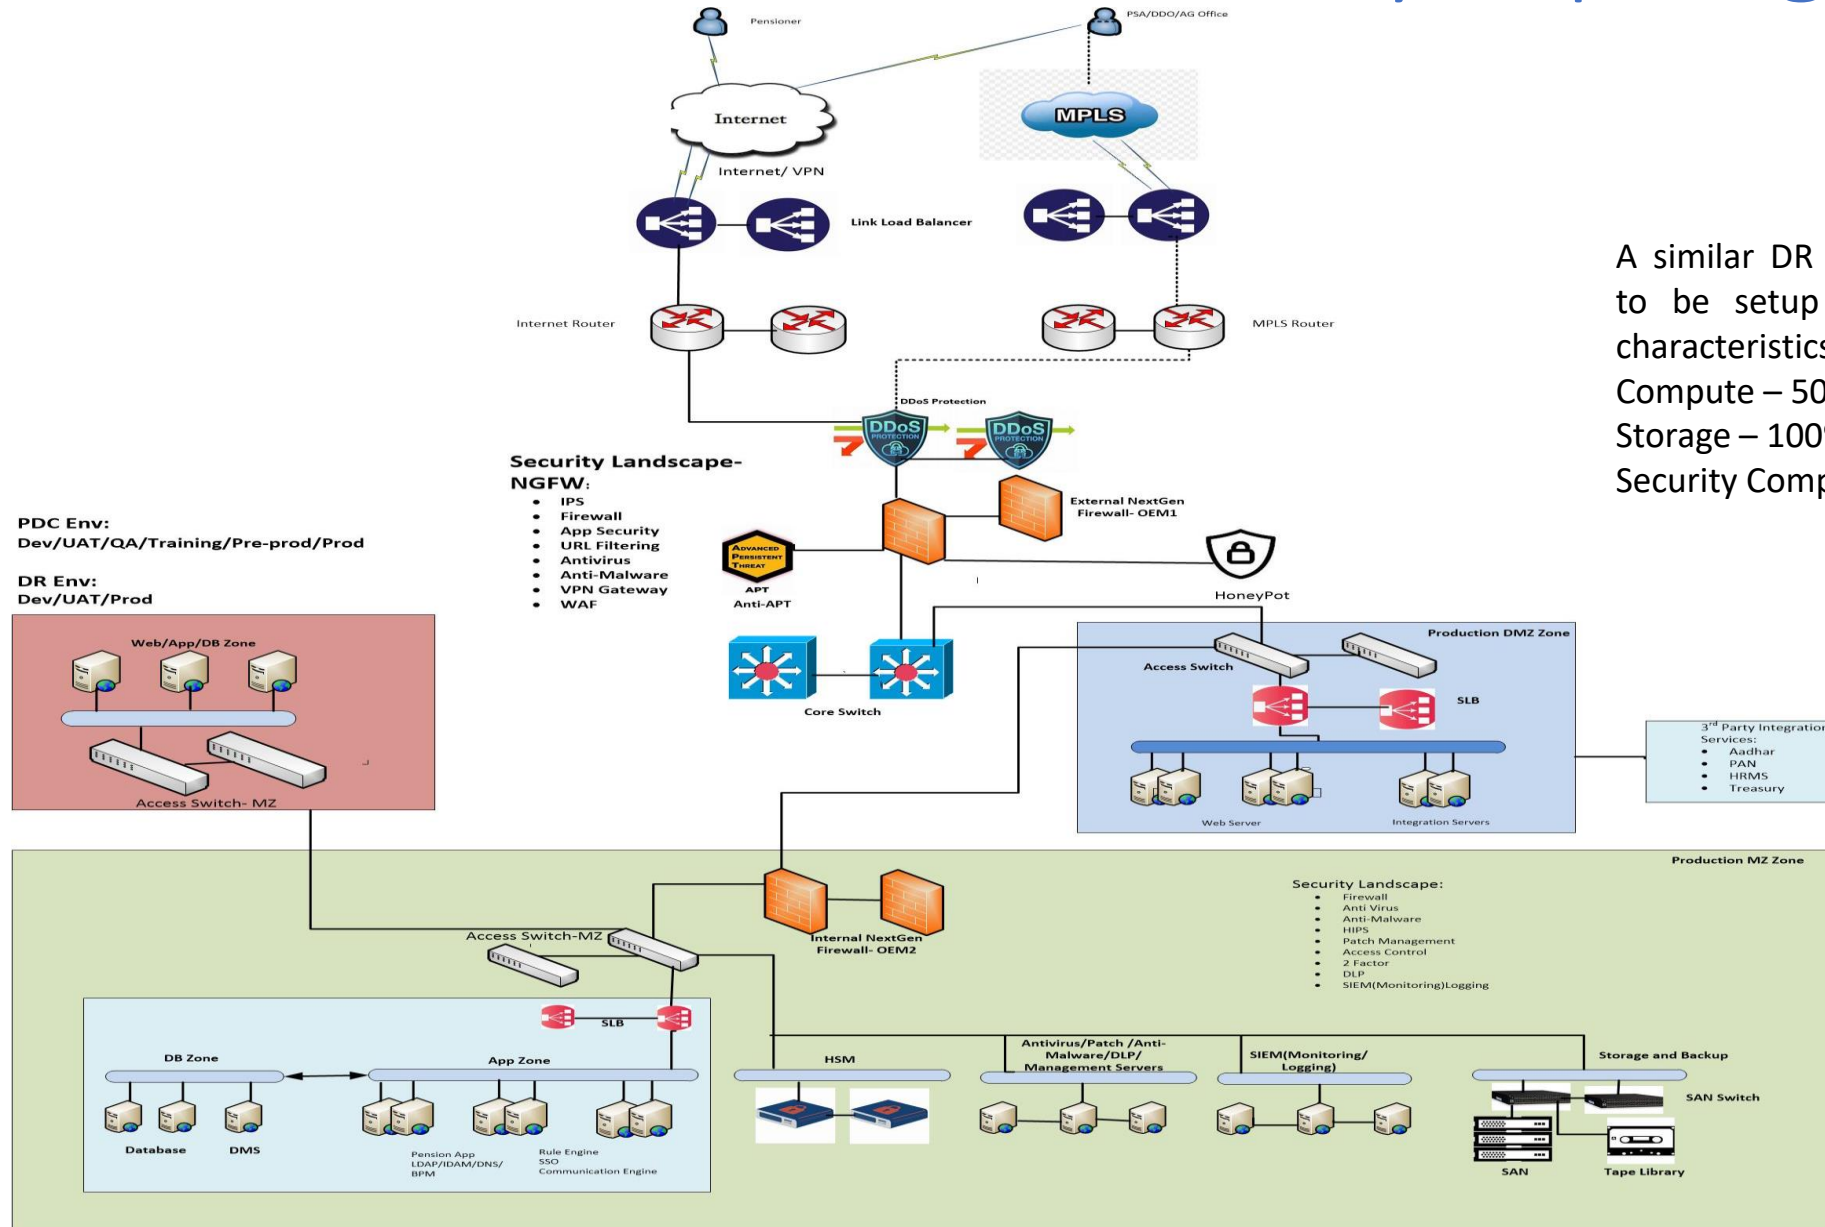 Pensioner
PSA/DDO/AG Office
Internet
MPLS
Internet/ VPN
Link Load Balancer
Internet Router
MPLS Router
A similar DR
to be setup
characteristics
Compute – 50
Storage – 100
Security Comp
DDoS Protection
DDoS
PROTECTION
DDoS
PROTECTION
Security Landscape-
NGFW:
• IPS
• Firewall
• App Security
• URL Filtering
• Antivirus
• Anti-Malware
• VPN Gateway
• WAF
External NextGen
Firewall- OEM1
ADVANCED
PERSISTENT
THREAT
APT
Anti-APT
HoneyPot
PDC Env:
Dev/UAT/QA/Training/Pre-prod/Prod
DR Env:
Dev/UAT/Prod
Web/App/DB Zone
Access Switch- MZ
Core Switch
Production DMZ Zone
Access Switch
SLB
Web Server
Integration Servers
3rd Party Integration
Services:
• Aadhar
• PAN
• HRMS
• Treasury
Production MZ Zone
Internal NextGen
Firewall- OEM2
Security Landscape:
• Firewall
• Anti Virus
• Anti-Malware
• HIPS
• Patch Management
• Access Control
• 2 Factor
• DLP
• SIEM(Monitoring)Logging
Access Switch-MZ
SLB
DB Zone
App Zone
Database
DMS
Pension App
LDAP/IDAM/DNS/
BPM
Rule Engine
SSO
Communication Engine
HSM
Antivirus/Patch /Anti-
Malware/DLP/
Management Servers
SIEM(Monitoring/
Logging)
Storage and Backup
SAN Switch
SAN
Tape Library